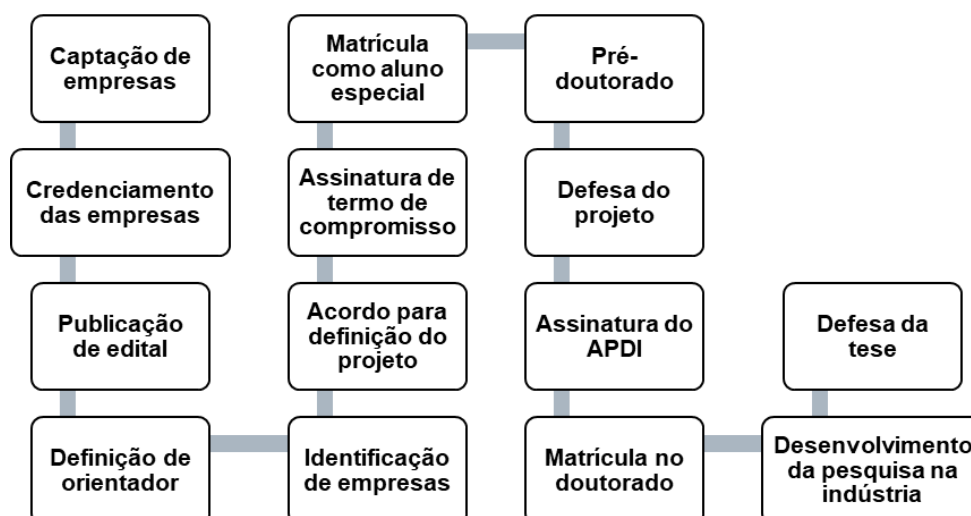 Captação de
empresas
Credenciamento
das empresas
Publicação
de edital
Definição de
orientador
Identificação
de empresas
Acordo para
definição do
projeto
Assinatura de
termo de
compromisso
Matrícula
como aluno
especial
Pré-
doutorado
Defesa do
projeto
Assinatura do
APDI
Matrícula no
doutorado
Desenvolvimento
da pesquisa na
indústria
Defesa da
tese